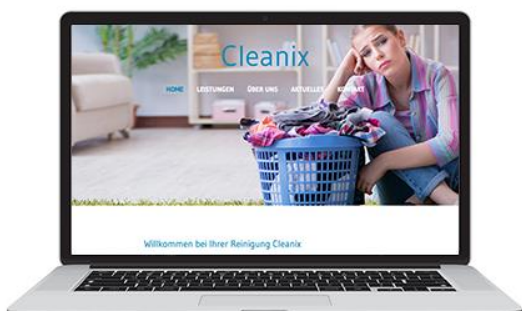 Cleanix
HOME LEISTUNGEN ÜBER UNS AKTUELLES KONTAKT
Willkommen bei Ihrer Reinigung Cleanix